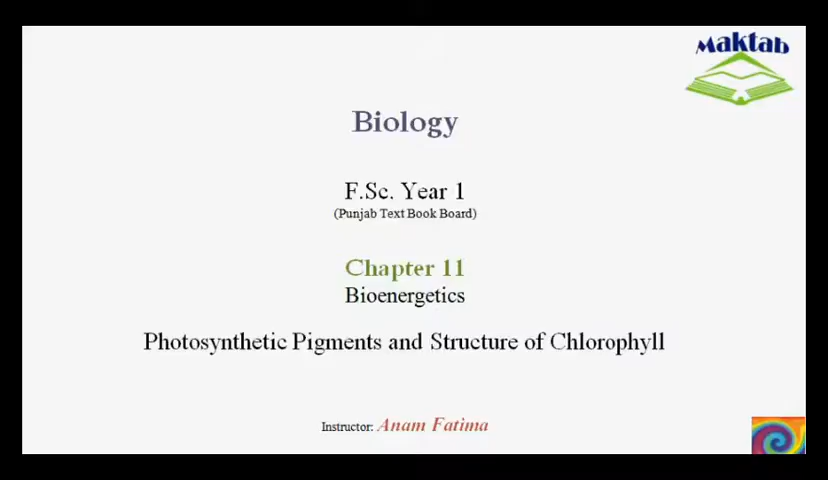 Maktab
Biology
F.Sc. Year 1
(Punjab Text Book Board)
Chapter 11
Bioenergetics
Photosynthetic Pigments and Structure of Chlorophyll
Instructor: Anam Fatima